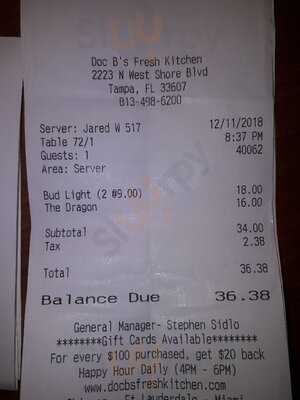 Doc B's Fresh Kitchen
2223 N West Shore Blvd
Tampa, FL 33607
813-498-6200
Server: Jared W 517 12/11/2018
Table 72/1 8:37 PM
Guests: 1 40062
Area: Server
Bud Light (2 @9.00) 18.00
The Dragon 16.00
Subtotal 34.00
Tax 2.38
Total 36.38
Balance Due 36.38
General Manager- Stephen Sidlo
********Gift Cards Available********
For every $100 purchased, get $20 back
Happy Hour Daily (4PM - 6PM)
www.docbsfreshkitchen.com
Ft Lauderdale - Miami